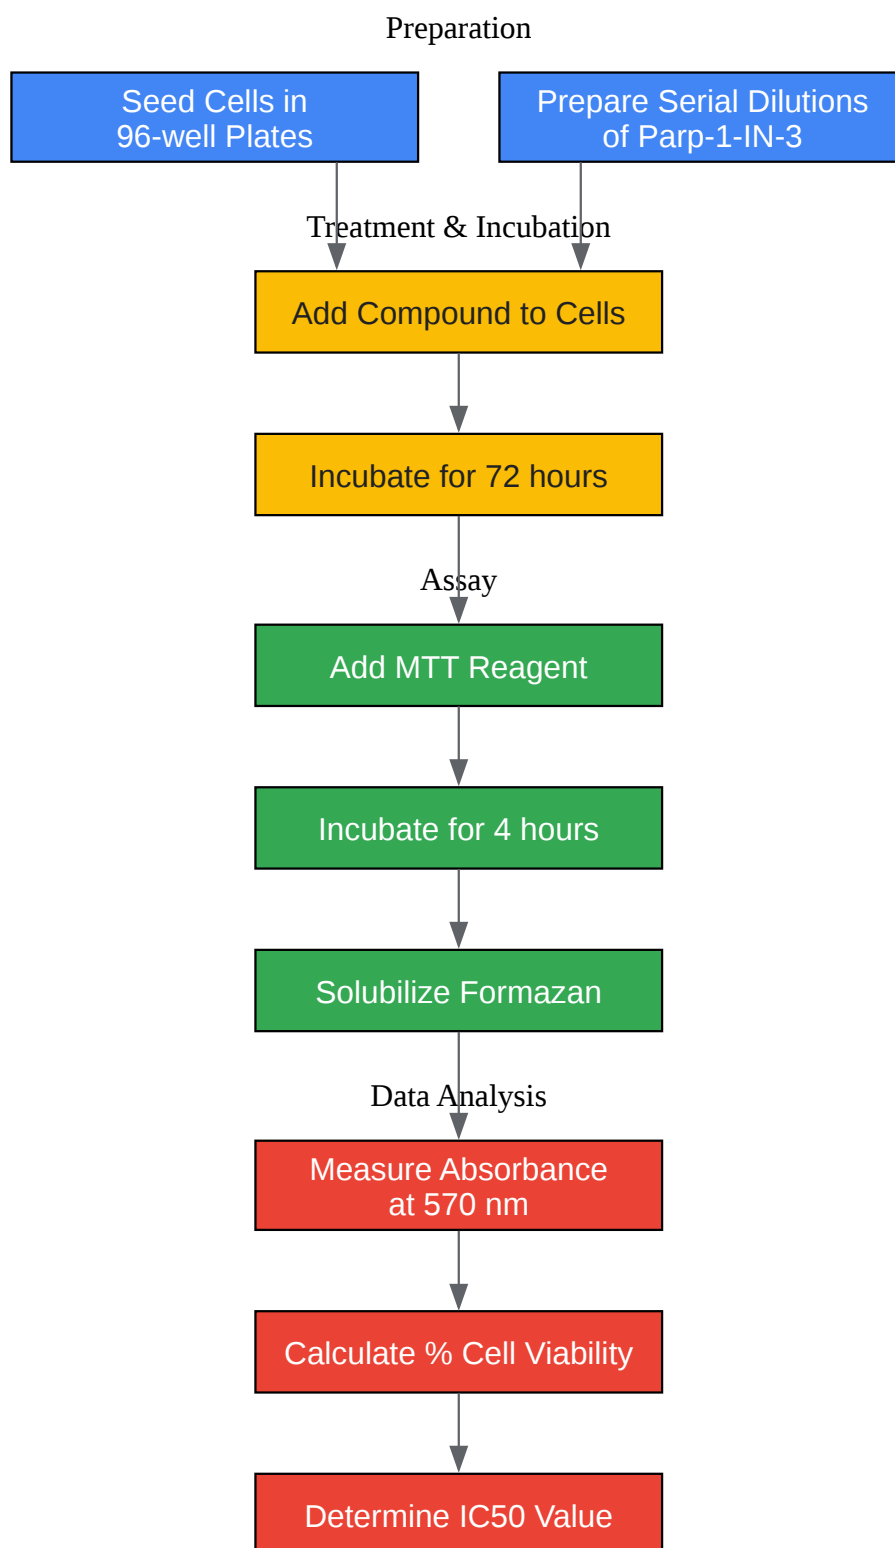 Preparation
Seed Cells in
96-well Plates
Prepare Serial Dilutions
of Parp-1-IN-3
Treatment & Incubation
Add Compound to Cells
Incubate for 72 hours
Assay
Add MTT Reagent
Incubate for 4 hours
Solubilize Formazan
Data Analysis
Measure Absorbance
at 570 nm
Calculate % Cell Viability
Determine IC50 Value